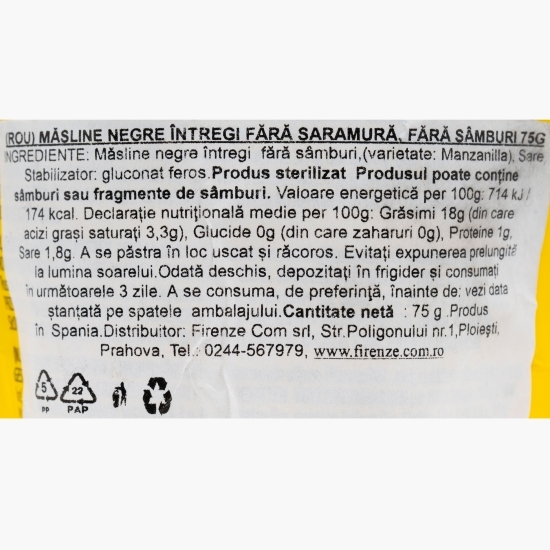 (ROU) MĂSLINE NEGRE ÎNTREGI FĂRĂ SARAMURĂ, FĂRĂ SÂMBURI 75G
INGREDIENTE: Măsline negre întregi fără sâmburi,(varietate: Manzanilla), Sare,
Stabilizator: gluconat feros.Produs sterilizat Produsul poate conține
sâmburi sau fragmente de sâmburi. Valoare energetică per 100g: 714 kJ /
174 kcal. Declarație nutrițională medie per 100g: Grăsimi 18g (din care
acizi grași saturați 3,3g), Glucide 0g (din care zaharuri 0g), Proteine 1g,
Sare 1,8g. A se păstra în loc uscat și răcoros. Evitați expunerea prelungită
la lumina soarelui.Odată deschis, depozitați în frigider și consumați
în următoarele 3 zile. A se consuma, de preferință, înainte de: vezi data
ștanțată pe spatele ambalajului.Cantitate netă : 75 g .Produs
în Spania.Distribuitor: Firenze Com srl, Str.Poligonului nr.1,Ploiești,
Prahova, Tel.: 0244-567979, www.firenze.com.ro
5 22
PP PAP